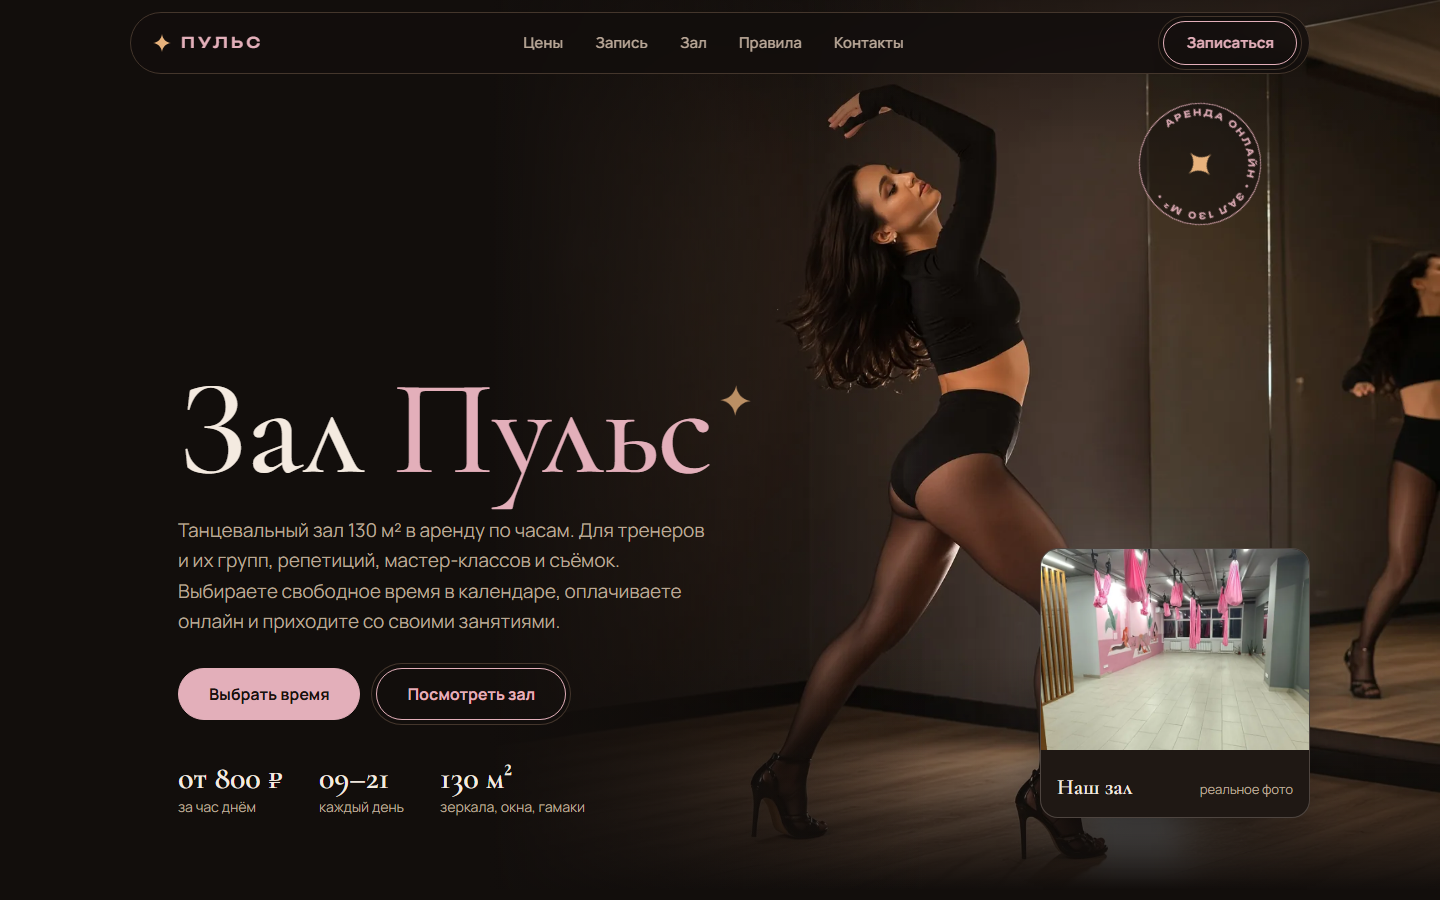 ПУЛЬС
Цены Запись Зал Правила Контакты
Записаться
АРЕНДА ОНЛАЙН • ЗАЛ 130 М² •
Зал Пульс
Танцевальный зал 130 м² в аренду по часам. Для тренеров
и их групп, репетиций, мастер-классов и съёмок.
Выбираете свободное время в календаре, оплачиваете
онлайн и приходите со своими занятиями.
Выбрать время
Посмотреть зал
от 800 ₽
за час днём
09–21
каждый день
130 м²
зеркала, окна, гамаки
Наш зал
реальное фото